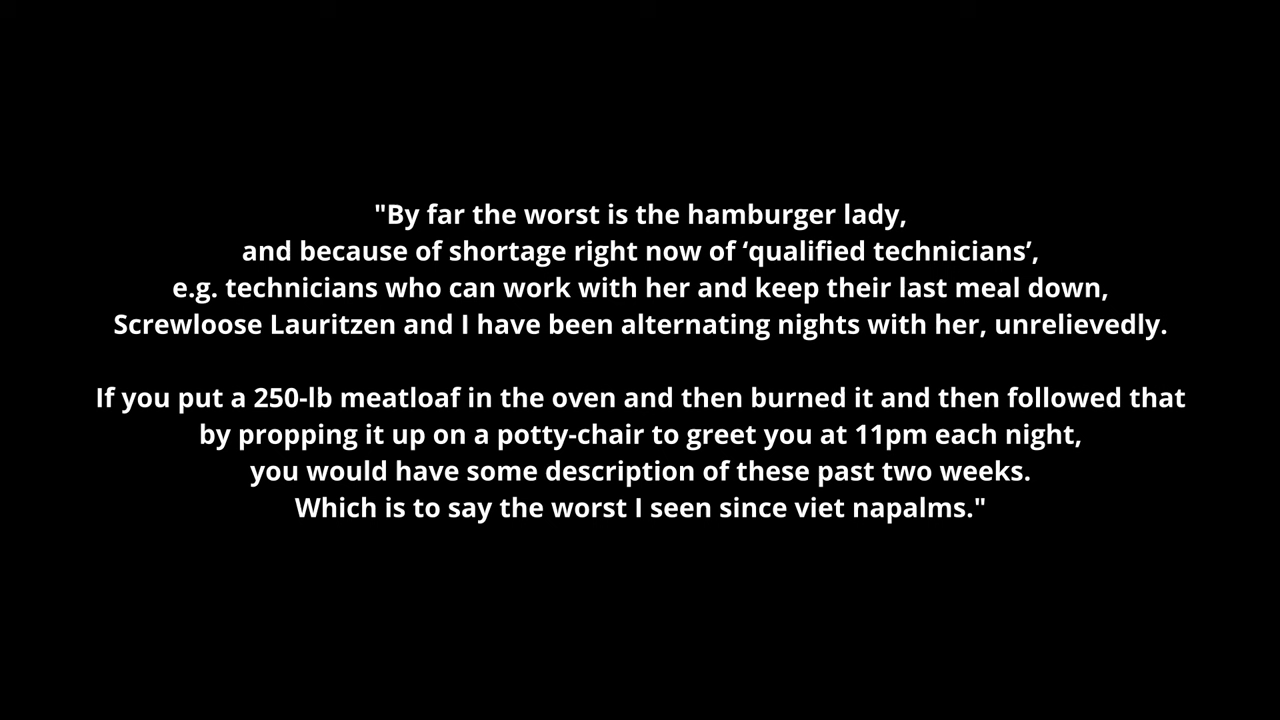 "By far the worst is the hamburger lady,
and because of shortage right now of ‘qualified technicians’,
e.g. technicians who can work with her and keep their last meal down,
Screwloose Lauritzen and I have been alternating nights with her, unrelievedly.
If you put a 250-lb meatloaf in the oven and then burned it and then followed that
by propping it up on a potty-chair to greet you at 11pm each night,
you would have some description of these past two weeks.
Which is to say the worst I seen since viet napalms."